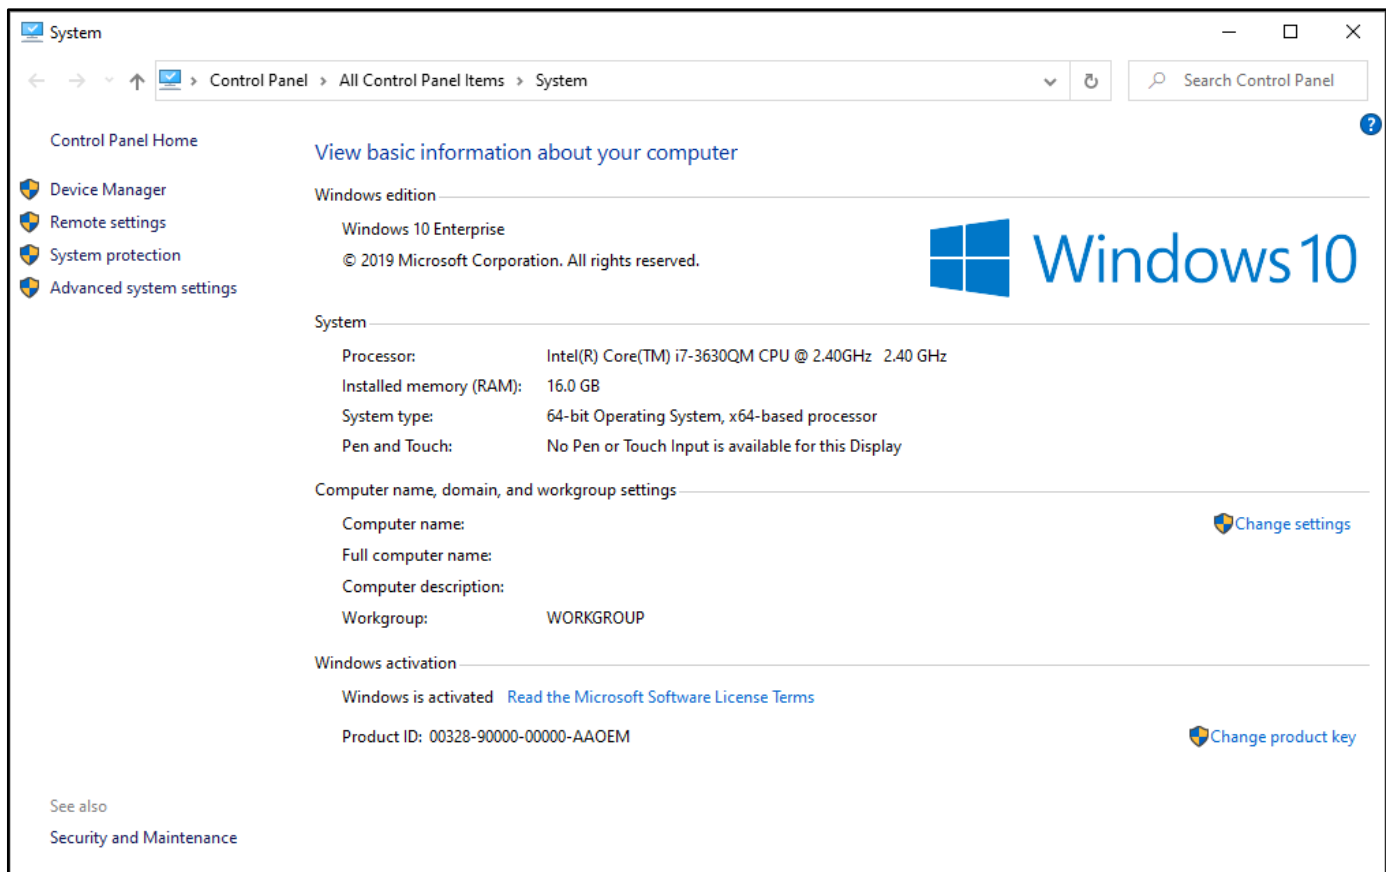 System
Control Panel > All Control Panel Items > System
Search Control Panel
Control Panel Home
Device Manager
Remote settings
System protection
Advanced system settings
View basic information about your computer
Windows edition
Windows 10 Enterprise
© 2019 Microsoft Corporation. All rights reserved.
Windows 10
System
Processor: Intel(R) Core(TM) i7-3630QM CPU @ 2.40GHz 2.40 GHz
Installed memory (RAM): 16.0 GB
System type: 64-bit Operating System, x64-based processor
Pen and Touch: No Pen or Touch Input is available for this Display
Computer name, domain, and workgroup settings
Computer name: Change settings
Full computer name:
Computer description:
Workgroup: WORKGROUP
Windows activation
Windows is activated Read the Microsoft Software License Terms
Product ID: 00328-90000-00000-AAOEM Change product key
See also
Security and Maintenance